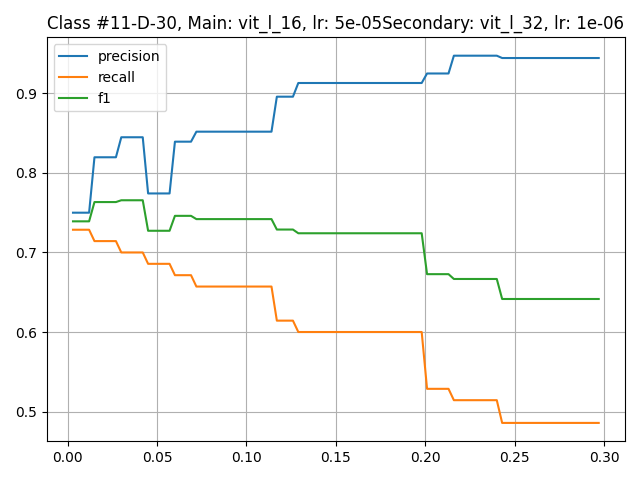 Class #11-D-30, Main: vit_l_16, lr: 5e-05Secondary: vit_l_32, lr: 1e-06
precision
recall
f1
0.9
0.8
0.7
0.6
0.5
0.00 0.05 0.10 0.15 0.20 0.25 0.30